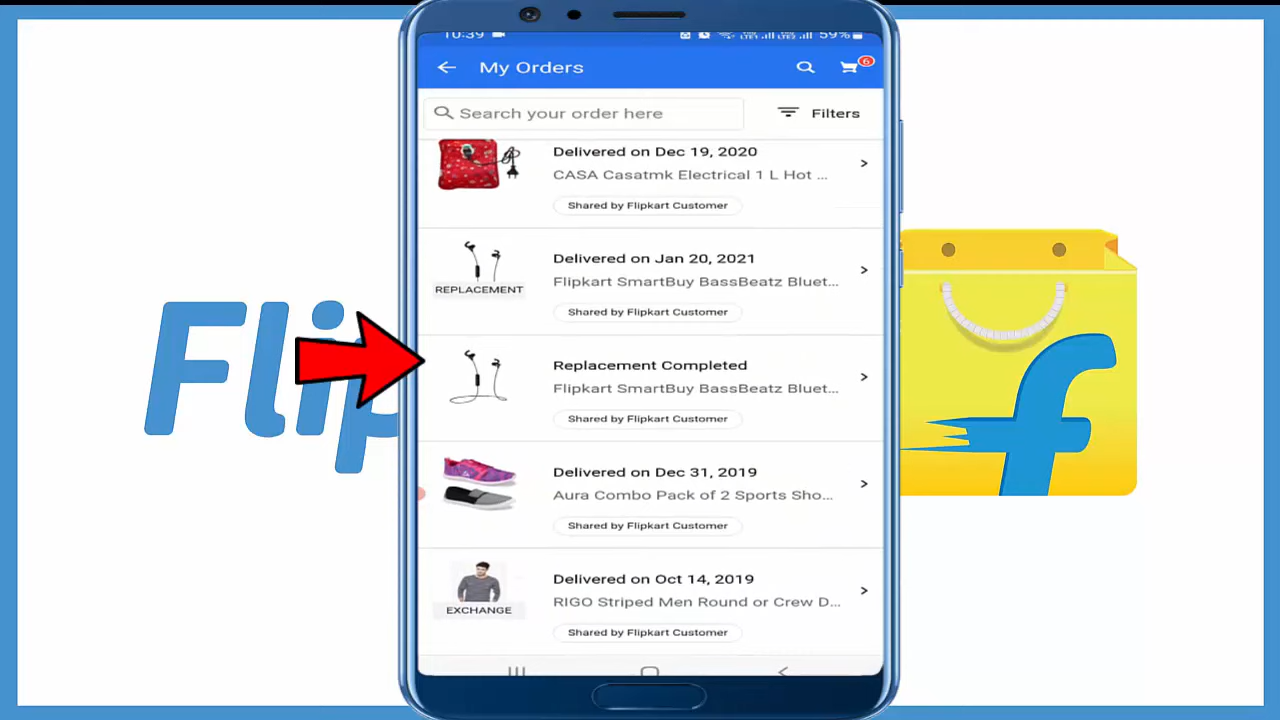 Flip
10:39 59%
My Orders
6
Search your order here
Filters
Delivered on Dec 19, 2020
CASA Casatmk Electrical 1 L Hot ...
Shared by Flipkart Customer
Delivered on Jan 20, 2021
Flipkart SmartBuy BassBeatz Bluet...
REPLACEMENT
Shared by Flipkart Customer
Replacement Completed
Flipkart SmartBuy BassBeatz Bluet...
Shared by Flipkart Customer
Delivered on Dec 31, 2019
Aura Combo Pack of 2 Sports Sho...
Shared by Flipkart Customer
Delivered on Oct 14, 2019
RIGO Striped Men Round or Crew D...
EXCHANGE
Shared by Flipkart Customer
f